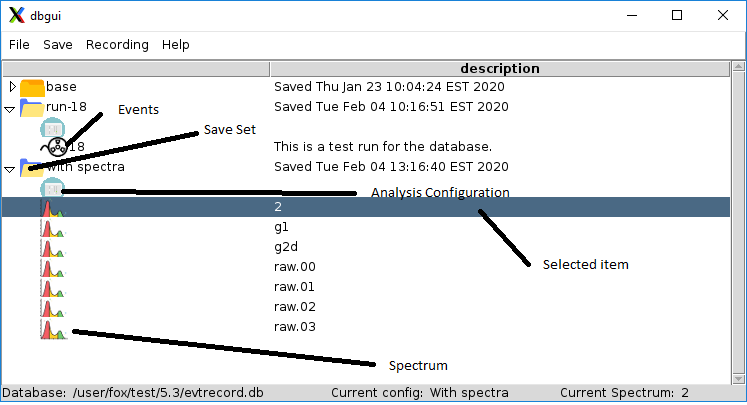 dbgui
File Save Recording Help
description
base Saved Thu Jan 23 10:04:24 EST 2020
run-18 Saved Tue Feb 04 10:16:51 EST 2020
Events
Save Set
18 This is a test run for the database.
with spectra Saved Tue Feb 04 13:16:40 EST 2020
Analysis Configuration
2
g1
g2d
Selected item
raw.00
raw.01
raw.02
raw.03
Spectrum
Database: /user/fox/test/5.3/evtrecord.db Current config: With spectra Current Spectrum: 2